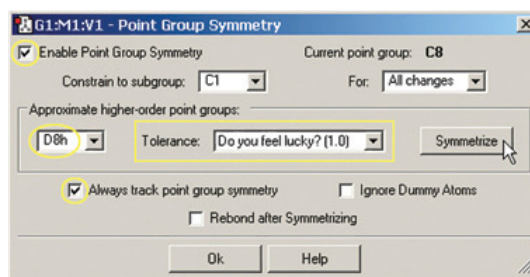 G1:M1:V1 - Point Group Symmetry
Enable Point Group Symmetry Current point group: C8
Constrain to subgroup: C1 For: All changes
Approximate higher-order point groups:
D8h Tolerance: Do you feel lucky? (1.0) Symmetrize
Always track point group symmetry Ignore Dummy Atoms
Rebond after Symmetrizing
Ok Help